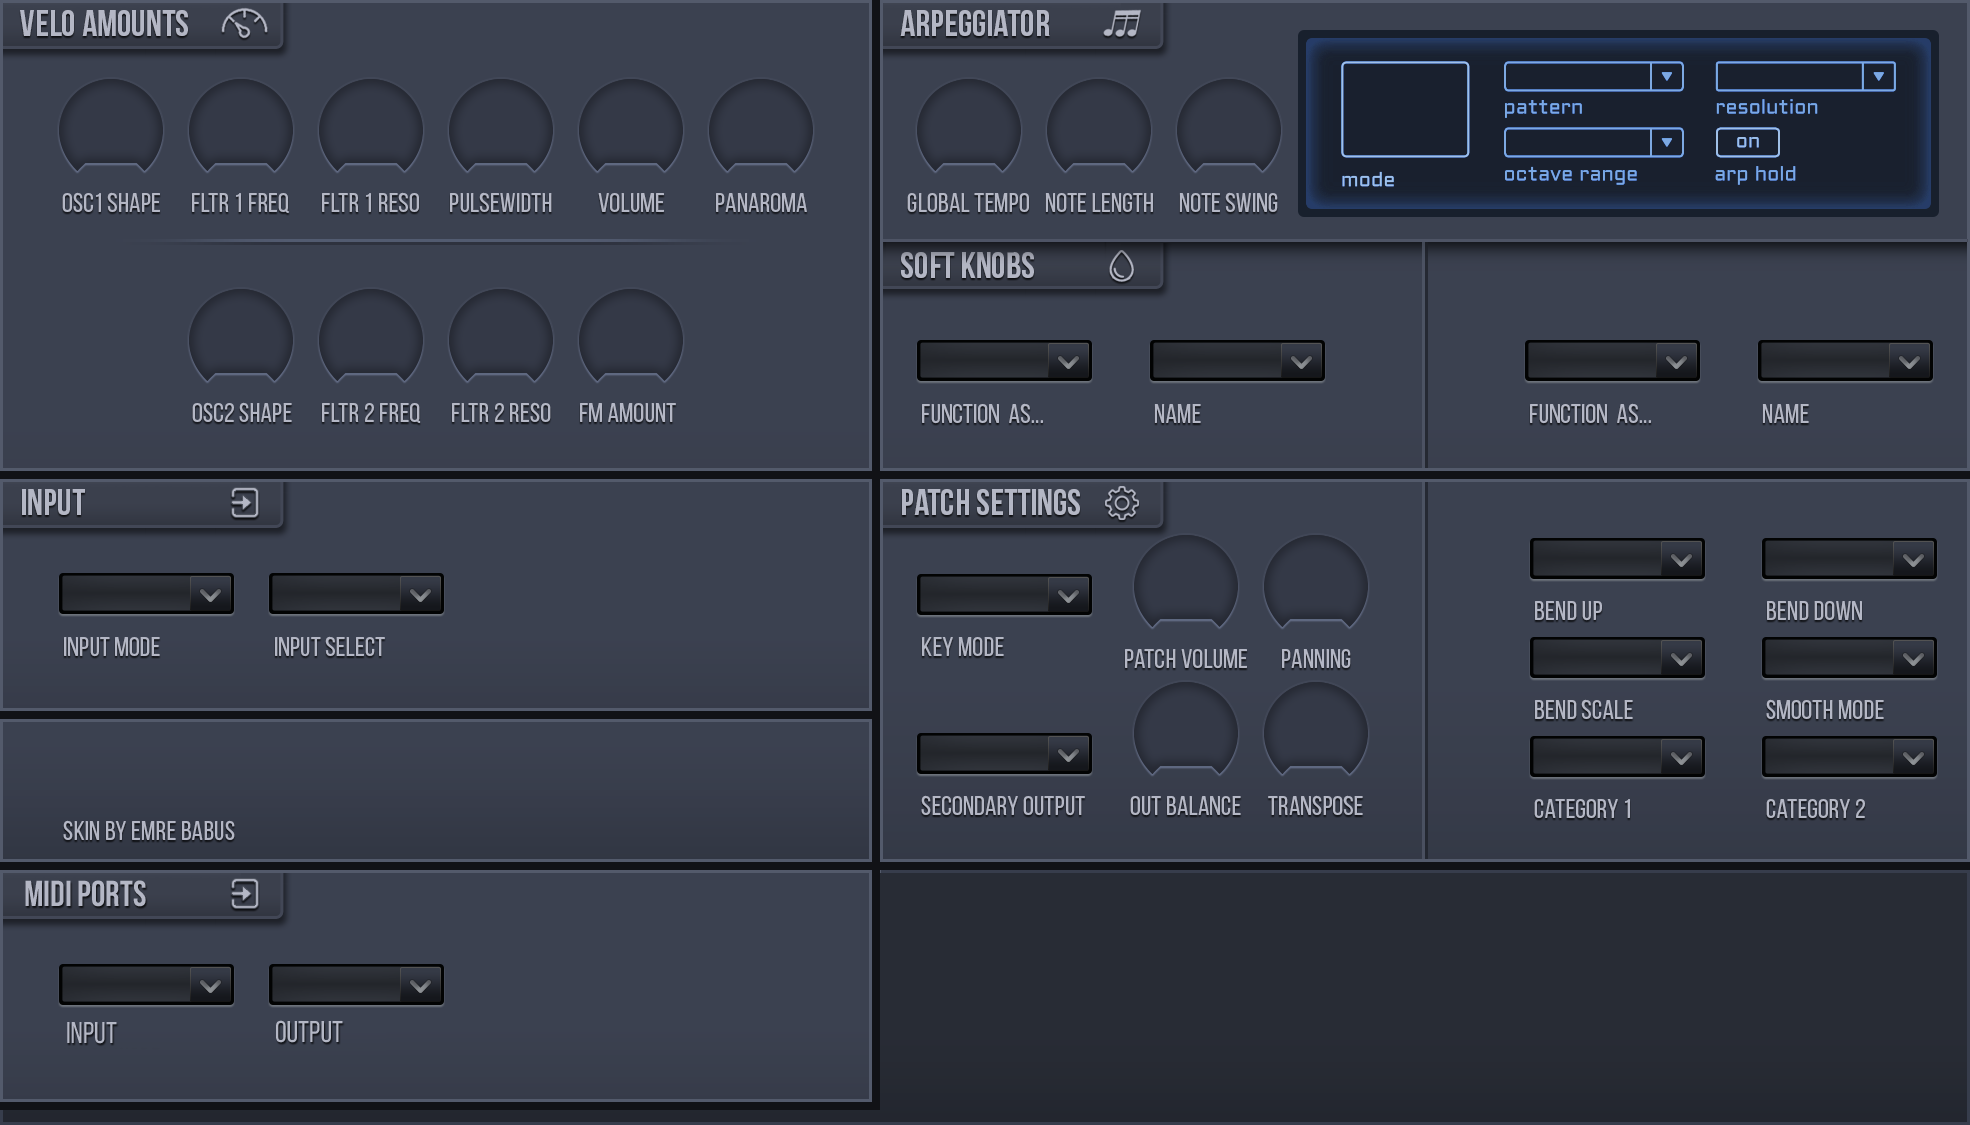 VELO AMOUNTS
OSC1 SHAPE FLTR 1 FREQ FLTR 1 RESO PULSEWIDTH VOLUME PANAROMA
OSC2 SHAPE FLTR 2 FREQ FLTR 2 RESO FM AMOUNT
ARPEGGIATOR
GLOBAL TEMPO NOTE LENGTH NOTE SWING
mode
pattern
resolution
octave range
on
arp hold
SOFT KNOBS
FUNCTION AS... NAME FUNCTION AS... NAME
INPUT
INPUT MODE INPUT SELECT
SKIN BY EMRE BABUS
PATCH SETTINGS
KEY MODE PATCH VOLUME PANNING
SECONDARY OUTPUT OUT BALANCE TRANSPOSE
BEND UP BEND DOWN
BEND SCALE SMOOTH MODE
CATEGORY 1 CATEGORY 2
MIDI PORTS
INPUT OUTPUT